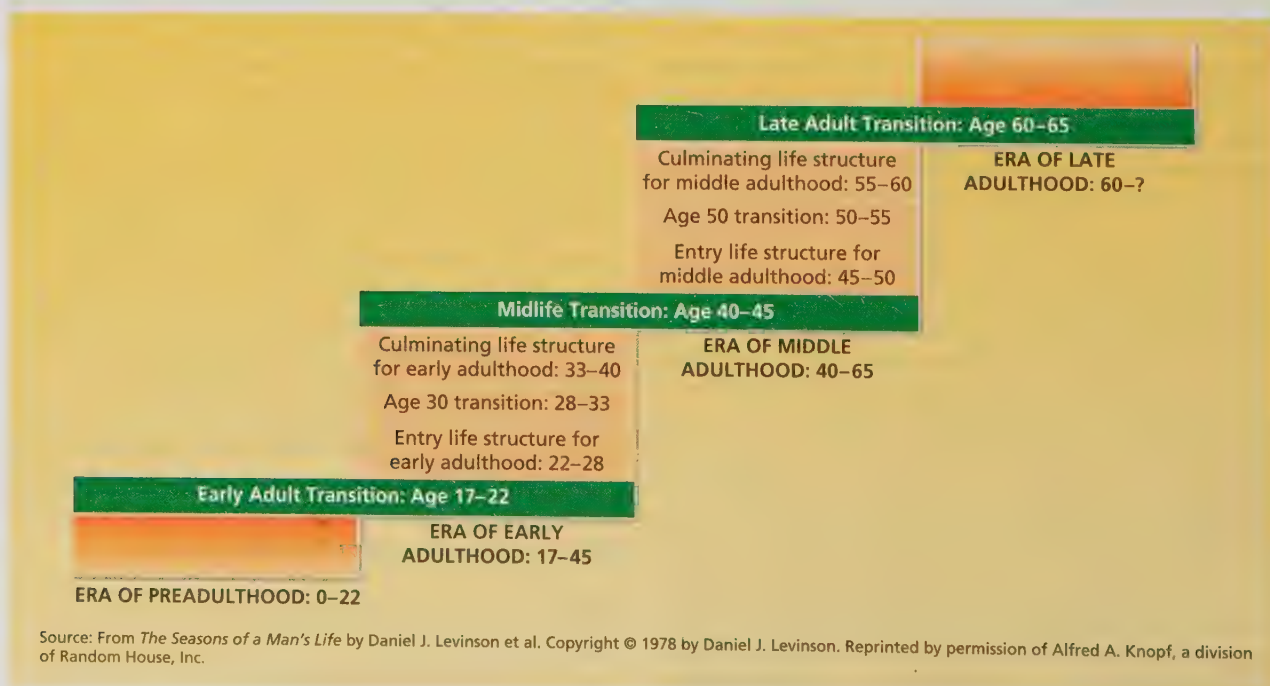 Late Adult Transition: Age 60–65
Culminating life structure
for middle adulthood: 55–60
Age 50 transition: 50–55
Entry life structure for
middle adulthood: 45–50
ERA OF LATE
ADULTHOOD: 60–?
Midlife Transition: Age 40–45
Culminating life structure
for early adulthood: 33–40
Age 30 transition: 28–33
Entry life structure for
early adulthood: 22–28
ERA OF MIDDLE
ADULTHOOD: 40–65
Early Adult Transition: Age 17–22
ERA OF EARLY
ADULTHOOD: 17–45
ERA OF PREADULTHOOD: 0–22
Source: From The Seasons of a Man's Life by Daniel J. Levinson et al. Copyright © 1978 by Daniel J. Levinson. Reprinted by permission of Alfred A. Knopf, a division
of Random House, Inc.